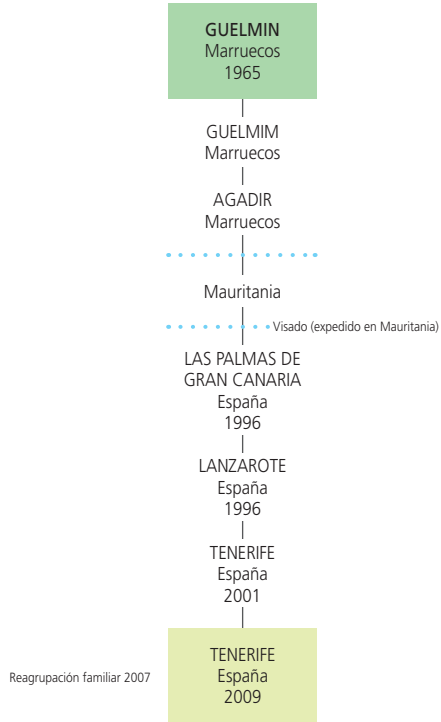 GUELMIN
Marruecos
1965
GUELMIM
Marruecos
AGADIR
Marruecos
Mauritania
Visado (expedido en Mauritania)
LAS PALMAS DE
GRAN CANARIA
España
1996
LANZAROTE
España
1996
TENERIFE
España
2001
TENERIFE
España
2009
Reagrupación familiar 2007